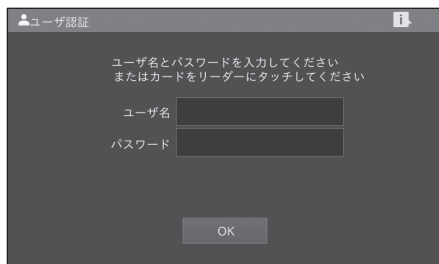 ユーザ認証
i
ユーザ名とパスワードを入力してください
またはカードをリーダーにタッチしてください
ユーザ名
パスワード
OK